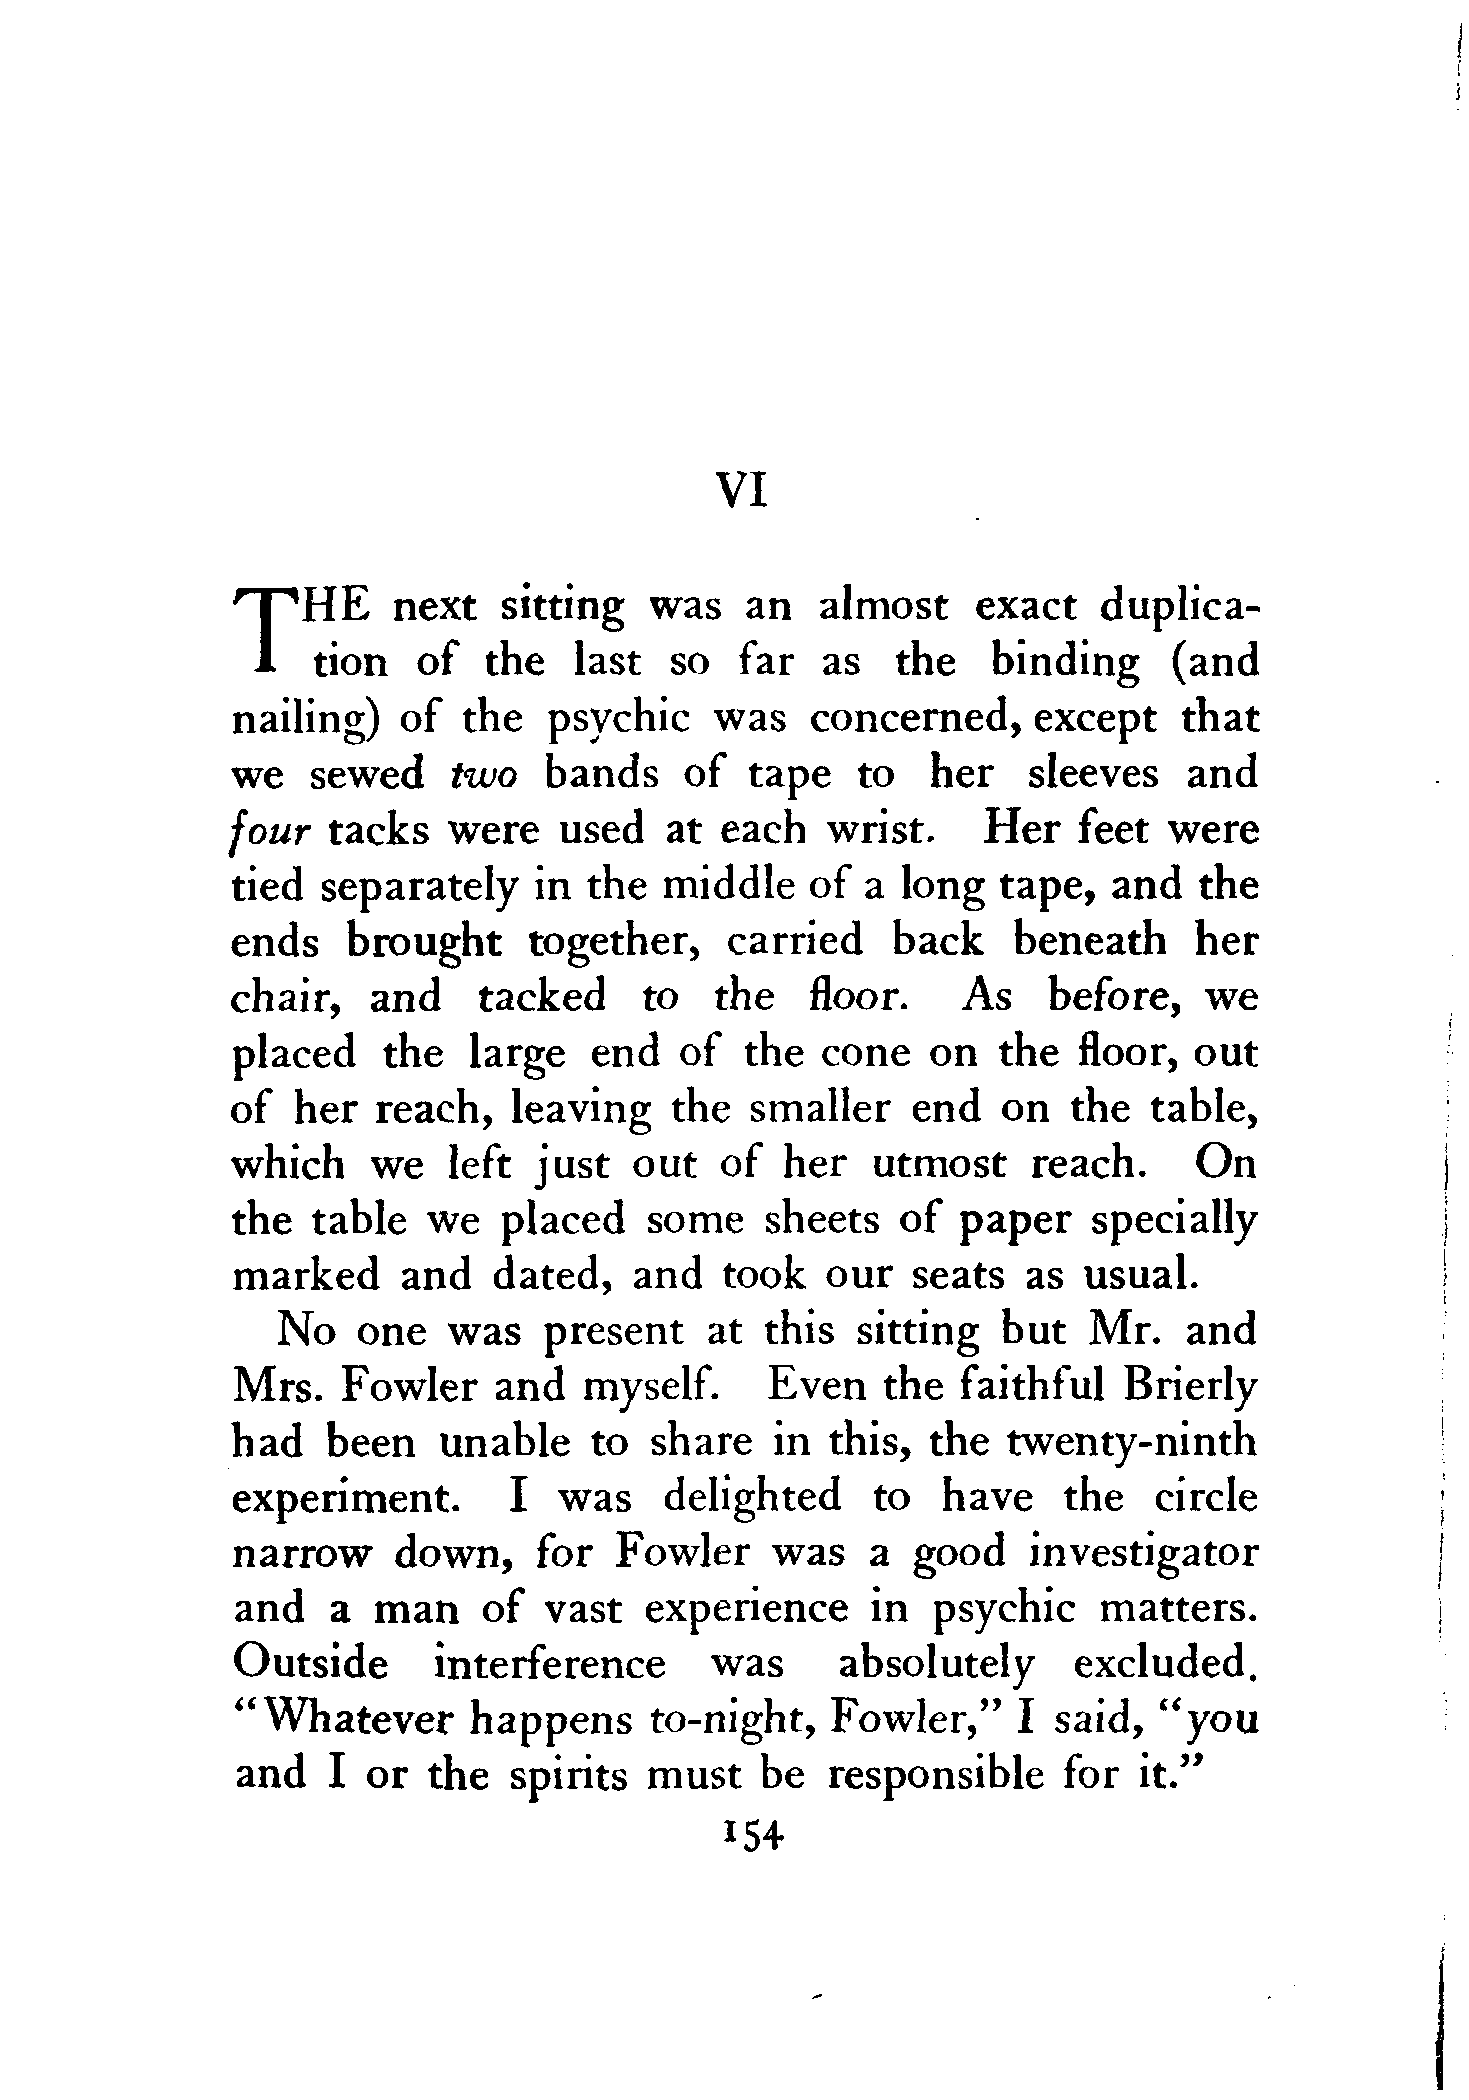 VI
THE next sitting was an almost exact duplica-
tion of the last so far as the binding (and
nailing) of the psychic was concerned, except that
we sewed two bands of tape to her sleeves and
four tacks were used at each wrist. Her feet were
tied separately in the middle of a long tape, and the
ends brought together, carried back beneath her
chair, and tacked to the floor. As before, we
placed the large end of the cone on the floor, out
of her reach, leaving the smaller end on the table,
which we left just out of her utmost reach. On
the table we placed some sheets of paper specially
marked and dated, and took our seats as usual.
No one was present at this sitting but Mr. and
Mrs. Fowler and myself. Even the faithful Brierly
had been unable to share in this, the twenty-ninth
experiment. I was delighted to have the circle
narrow down, for Fowler was a good investigator
and a man of vast experience in psychic matters.
Outside interference was absolutely excluded.
"Whatever happens to-night, Fowler," I said, "you
and I or the spirits must be responsible for it."
154